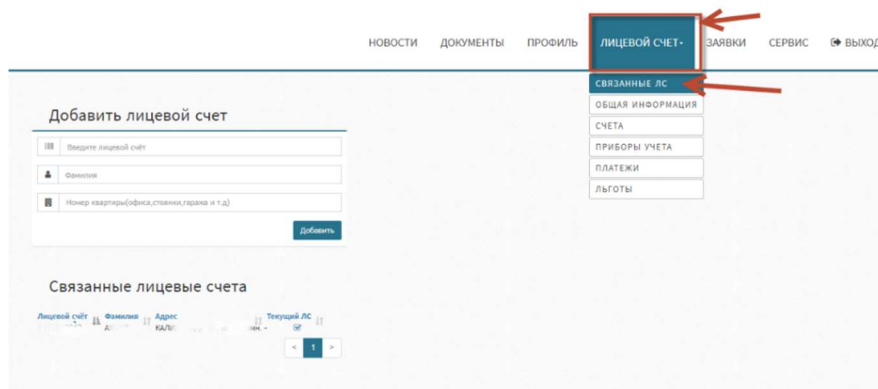 НОВОСТИ ДОКУМЕНТЫ ПРОФИЛЬ ЛИЦЕВОЙ СЧЕТ ЗАЯВКИ СЕРВИС ВЫХОД
СВЯЗАННЫЕ ЛС
ОБЩАЯ ИНФОРМАЦИЯ
СЧЕТА
ПРИБОРЫ УЧЕТА
ПЛАТЕЖИ
ЛЬГОТЫ
Добавить лицевой счет
Введите лицевой счёт
Фамилия
Номер квартиры(офиса,стоянки,гаража и т.д)
Добавить
Связанные лицевые счета
Лицевой счёт Фамилия Адрес Текущий ЛС
< 1 >